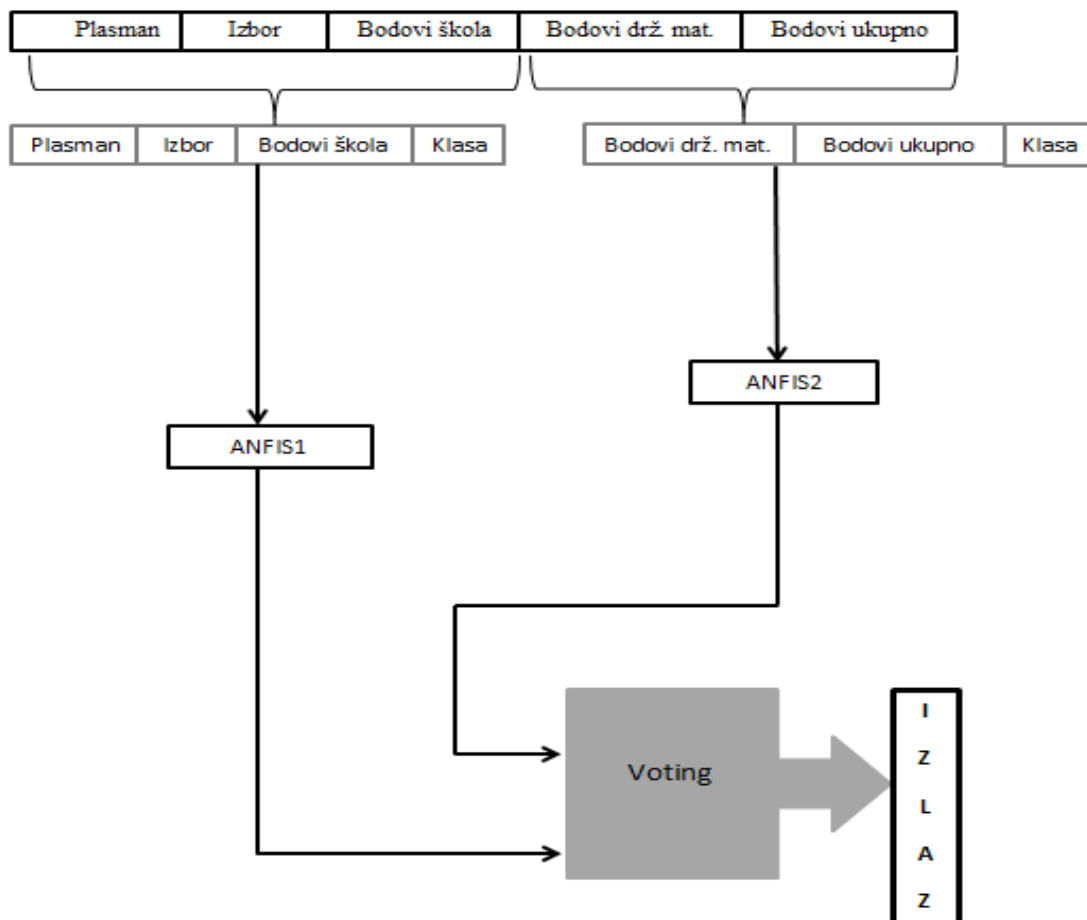 Plasman Izbor Bodovi škola Bodovi drž. mat. Bodovi ukupno
Plasman Izbor Bodovi škola Klasa Bodovi drž. mat. Bodovi ukupno Klasa
ANFIS2
ANFIS1
Voting
I
Z
L
A
Z